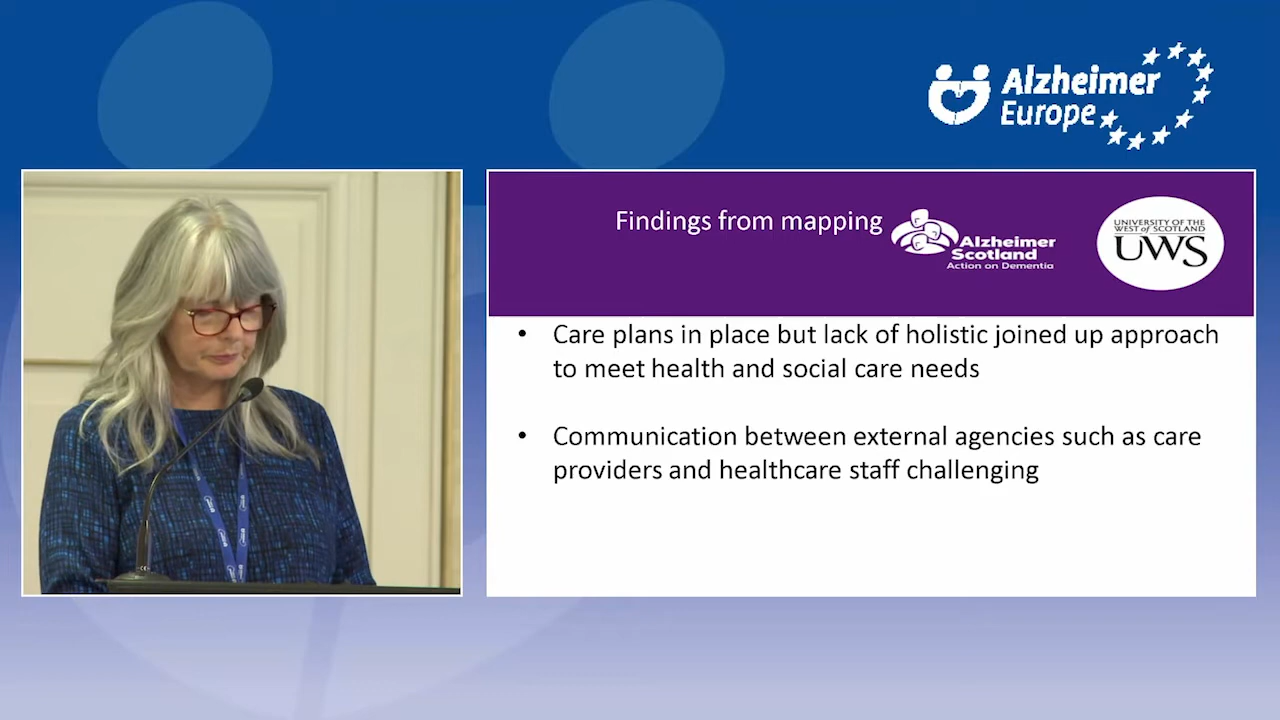 Alzheimer
Europe
Findings from mapping
Alzheimer
Scotland
Action on Dementia
UNIVERSITY OF THE
WEST of SCOTLAND
UWS
• Care plans in place but lack of holistic joined up approach
to meet health and social care needs
• Communication between external agencies such as care
providers and healthcare staff challenging